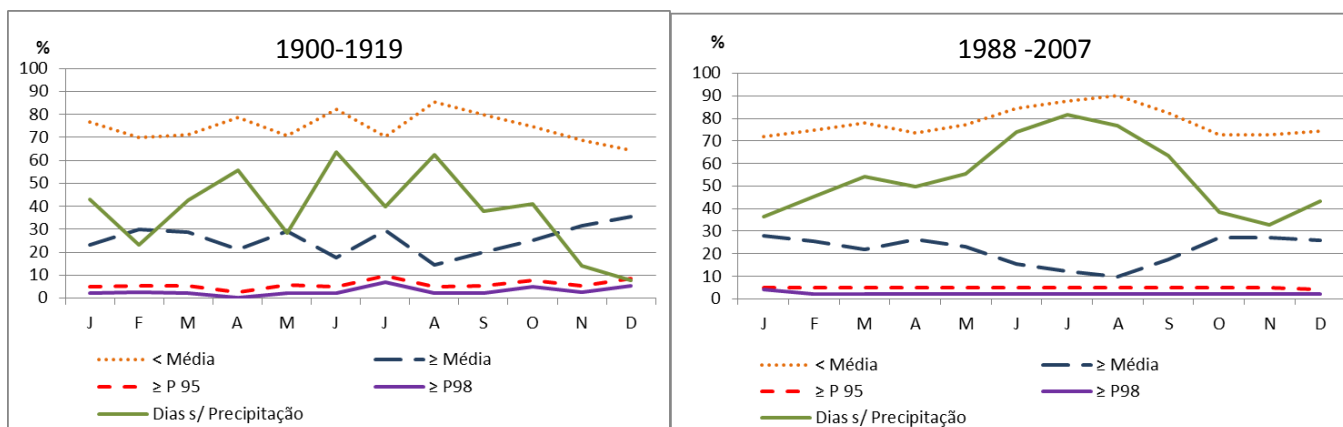 1900-1919
%
100
90
80
70
60
50
40
30
20
10
0
J F M A M J J A S O N D
< Média
≥ Média
≥ P 95
≥ P98
Dias s/ Precipitação
1988 -2007
%
100
90
80
70
60
50
40
30
20
10
0
J F M A M J J A S O N D
< Média
≥ Média
≥ P 95
≥ P98
Dias s/ Precipitação